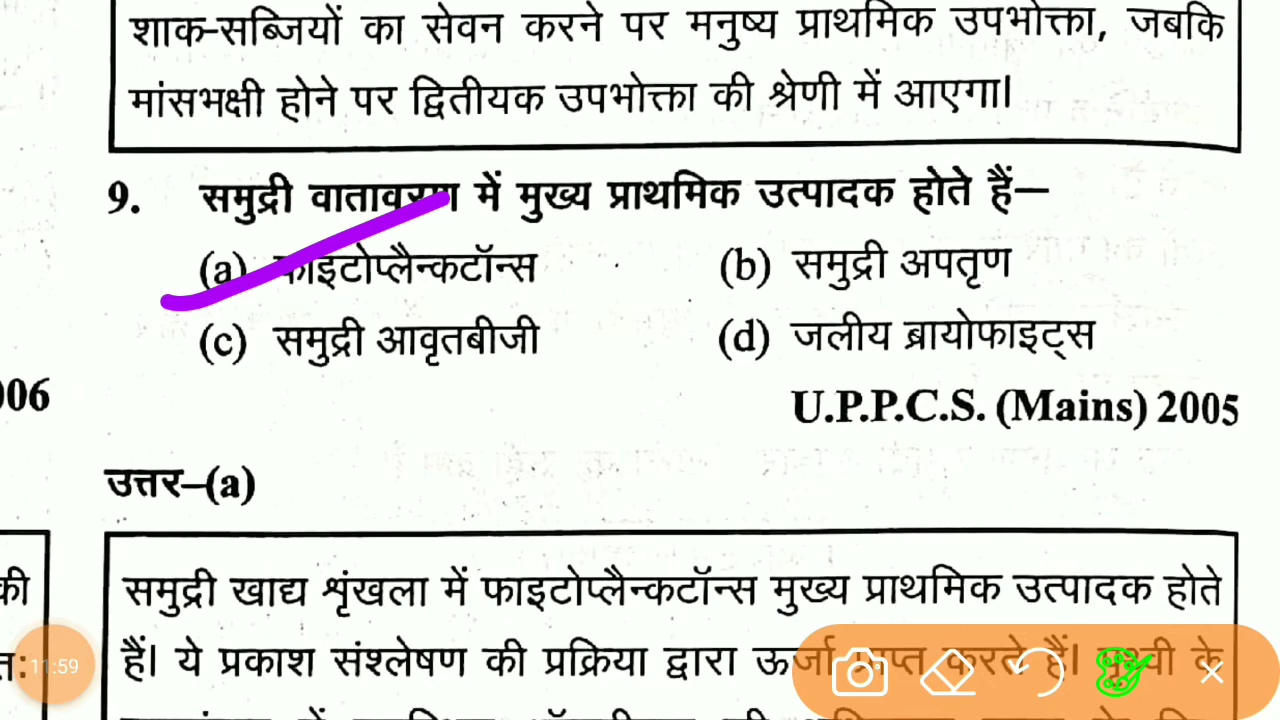 शाक-सब्जियों का सेवन करने पर मनुष्य प्राथमिक उपभोक्ता, जबकि
मांसभक्षी होने पर द्वितीयक उपभोक्ता की श्रेणी में आएगा।
9. समुद्री वातावरण में मुख्य प्राथमिक उत्पादक होते हैं—
(a) फाइटोप्लैन्कटॉन्स (b) समुद्री अपतृण
(c) समुद्री आवृतबीजी (d) जलीय ब्रायोफाइट्स
006
U.P.P.C.S. (Mains) 2005
उत्तर–(a)
की
समुद्री खाद्य शृंखला में फाइटोप्लैन्कटॉन्स मुख्य प्राथमिक उत्पादक होते
हैं। ये प्रकाश संश्लेषण की प्रक्रिया द्वारा ऊर्जा प्राप्त करते हैं। पृथ्वी के
11:59